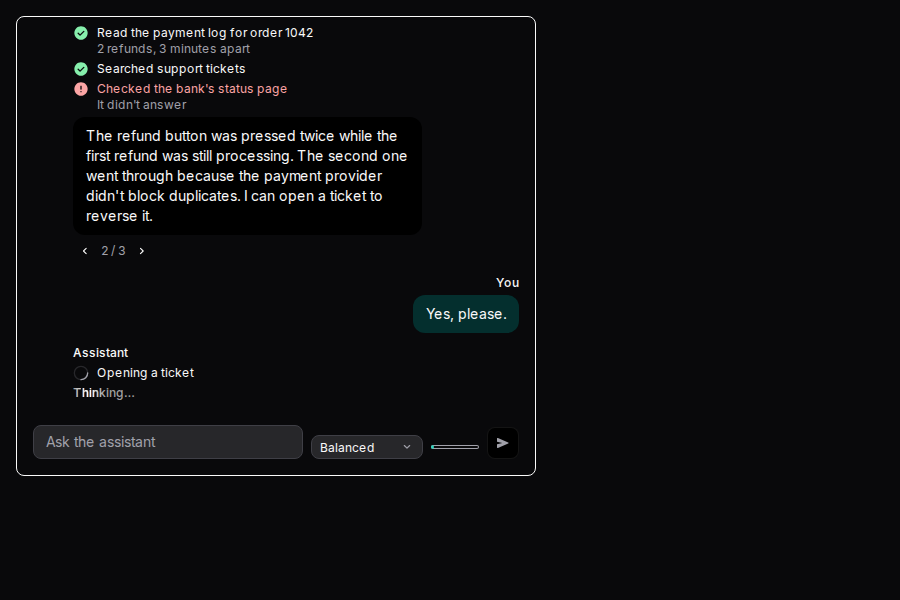 Read the payment log for order 1042
2 refunds, 3 minutes apart
Searched support tickets
Checked the bank's status page
It didn't answer
The refund button was pressed twice while the
first refund was still processing. The second one
went through because the payment provider
didn't block duplicates. I can open a ticket to
reverse it.
2 / 3
You
Yes, please.
Assistant
Opening a ticket
Thinking...
Ask the assistant
Balanced